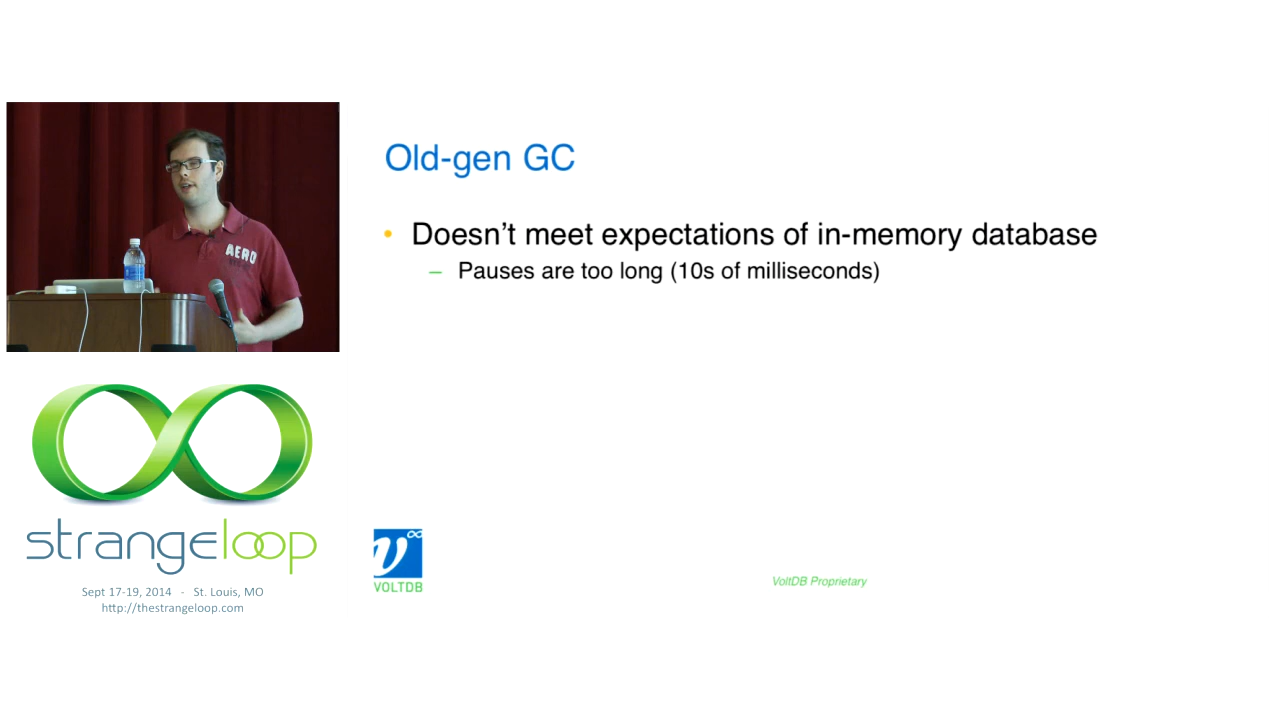 AERO
Old-gen GC
• Doesn't meet expectations of in-memory database
– Pauses are too long (10s of milliseconds)
strangeloop
Sept 17-19, 2014 - St. Louis, MO
http://thestrangeloop.com
VOLTDB
VoltDB Proprietary